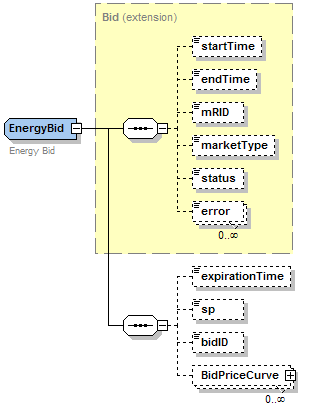 Bid (extension)
startTime
endTime
mRID
marketType
status
error
0..∞
EnergyBid
Energy Bid
expirationTime
sp
bidID
BidPriceCurve
0..∞